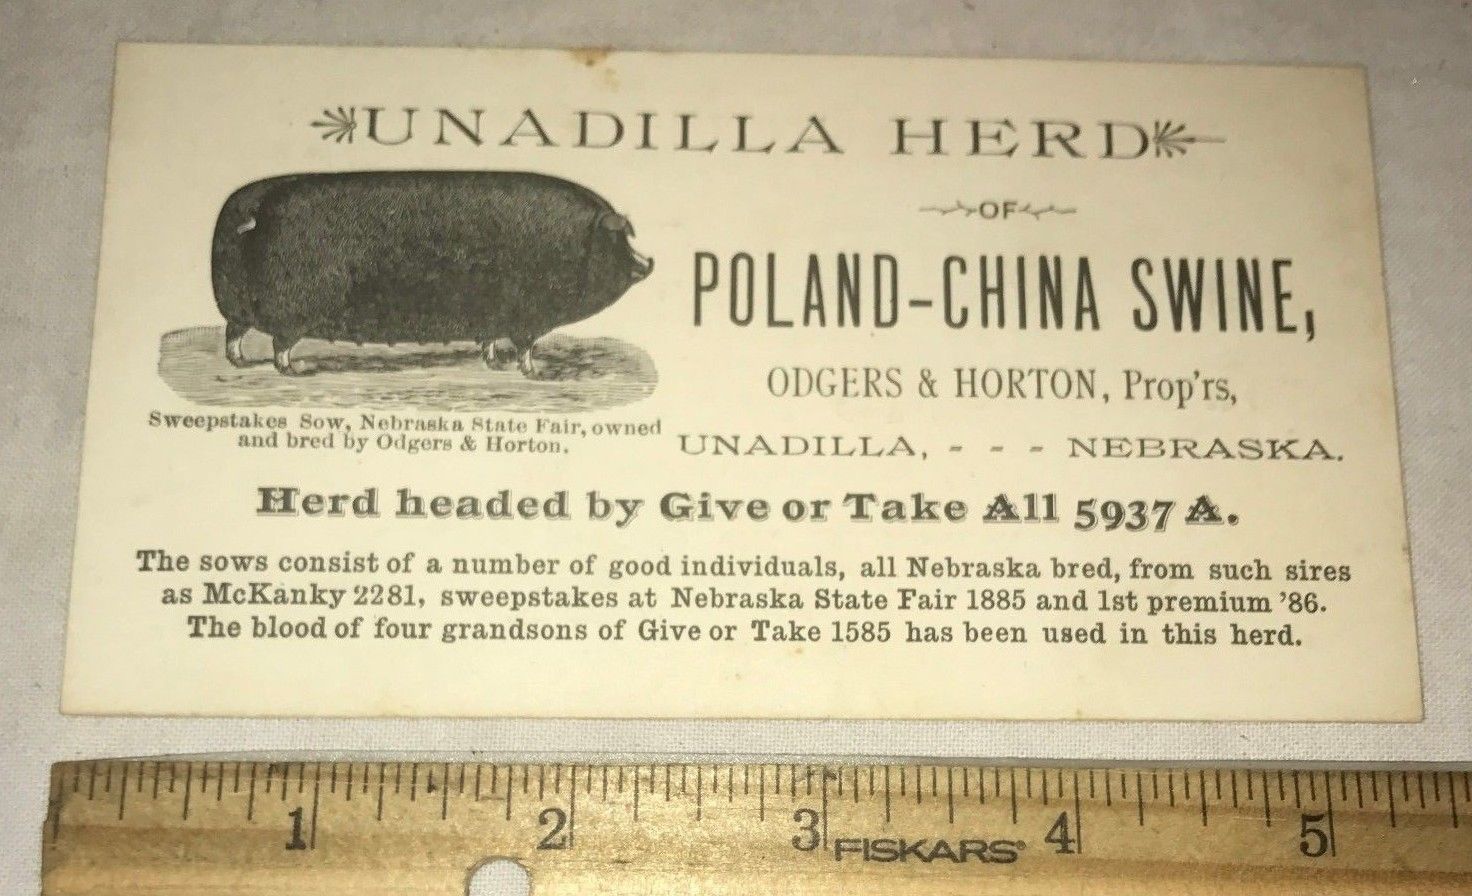 UNADILLA HERD
OF
POLAND-CHINA SWINE,
ODGERS & HORTON, Prop'rs,
UNADILLA, - - - NEBRASKA.
Sweepstakes Sow, Nebraska State Fair, owned
and bred by Odgers & Horton.
Herd headed by Give or Take All 5937 A.
The sows consist of a number of good individuals, all Nebraska bred, from such sires
as McKanky 2281, sweepstakes at Nebraska State Fair 1885 and 1st premium '86.
The blood of four grandsons of Give or Take 1585 has been used in this herd.
1 2 3 4 5
FISKARS®